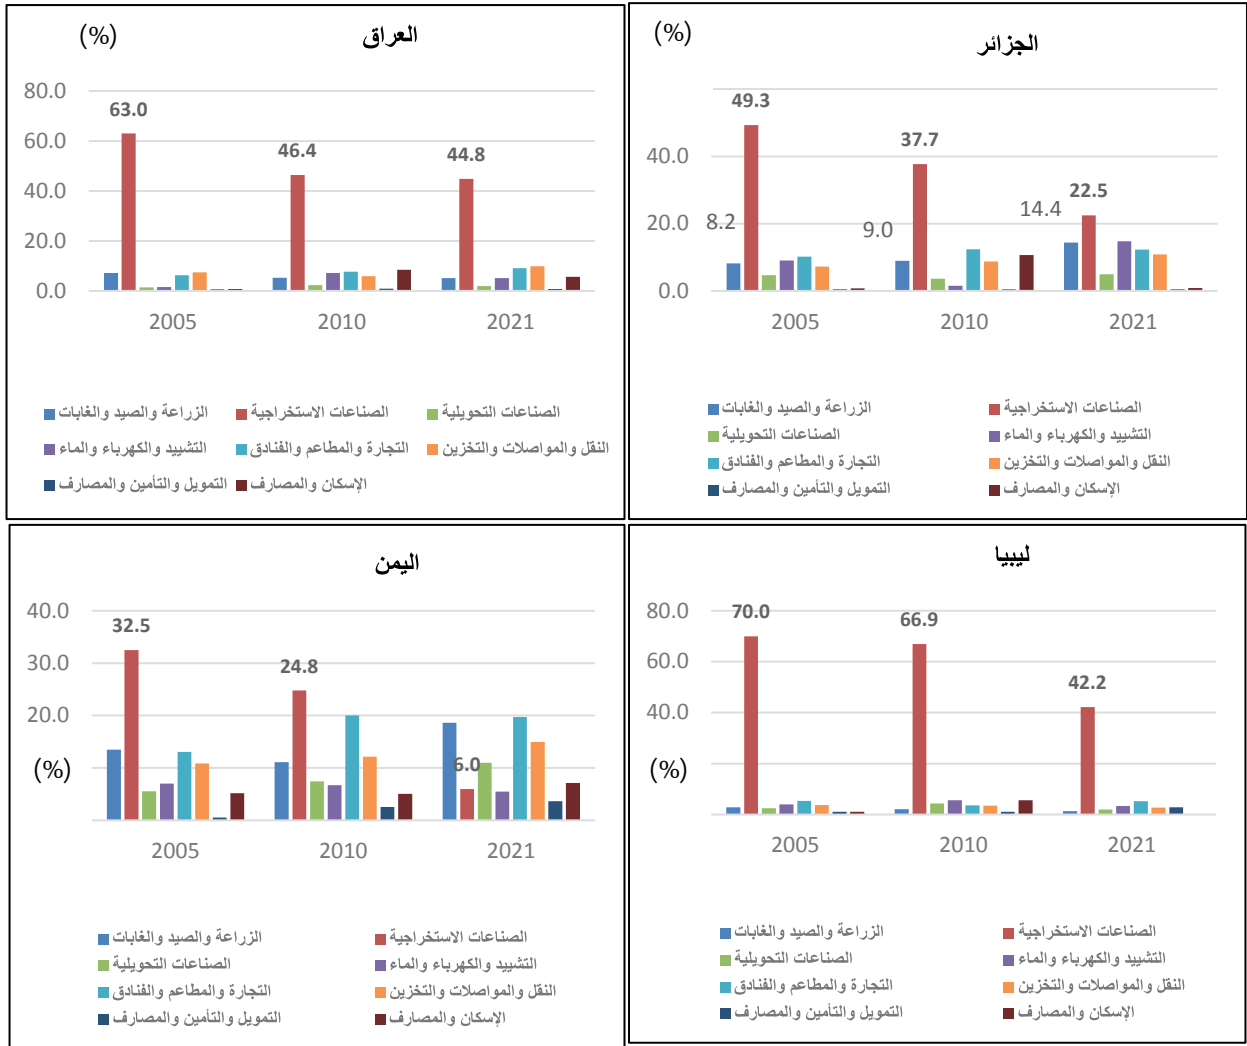 العراق
(%)
80.0
63.0
60.0
46.4
44.8
40.0
20.0
0.0
2005 2010 2021
الزراعة والصيد والغابات الصناعات الاستخراجية الصناعات التحويلية
التشييد والكهرباء والماء التجارة والمطاعم والفنادق النقل والمواصلات والتخزين
التمويل والتأمين والمصارف الإسكان والمصارف
الجزائر
(%)
49.3
37.7
40.0
22.5
20.0
8.2
9.0
14.4
0.0
2005 2010 2021
الزراعة والصيد والغابات الصناعات الاستخراجية
الصناعات التحويلية التشييد والكهرباء والماء
التجارة والمطاعم والفنادق النقل والمواصلات والتخزين
التمويل والتأمين والمصارف الإسكان والمصارف
اليمن
40.0
32.5
30.0
24.8
20.0
6.0
(%)
2005 2010 2021
الزراعة والصيد والغابات الصناعات الاستخراجية
الصناعات التحويلية التشييد والكهرباء والماء
التجارة والمطاعم والفنادق النقل والمواصلات والتخزين
التمويل والتأمين والمصارف الإسكان والمصارف
ليبيا
80.0
70.0
66.9
60.0
42.2
40.0
(%)
2005 2010 2021
الزراعة والصيد والغابات الصناعات الاستخراجية
الصناعات التحويلية التشييد والكهرباء والماء
التجارة والمطاعم والفنادق النقل والمواصلات والتخزين
التمويل والتأمين والمصارف الإسكان والمصارف